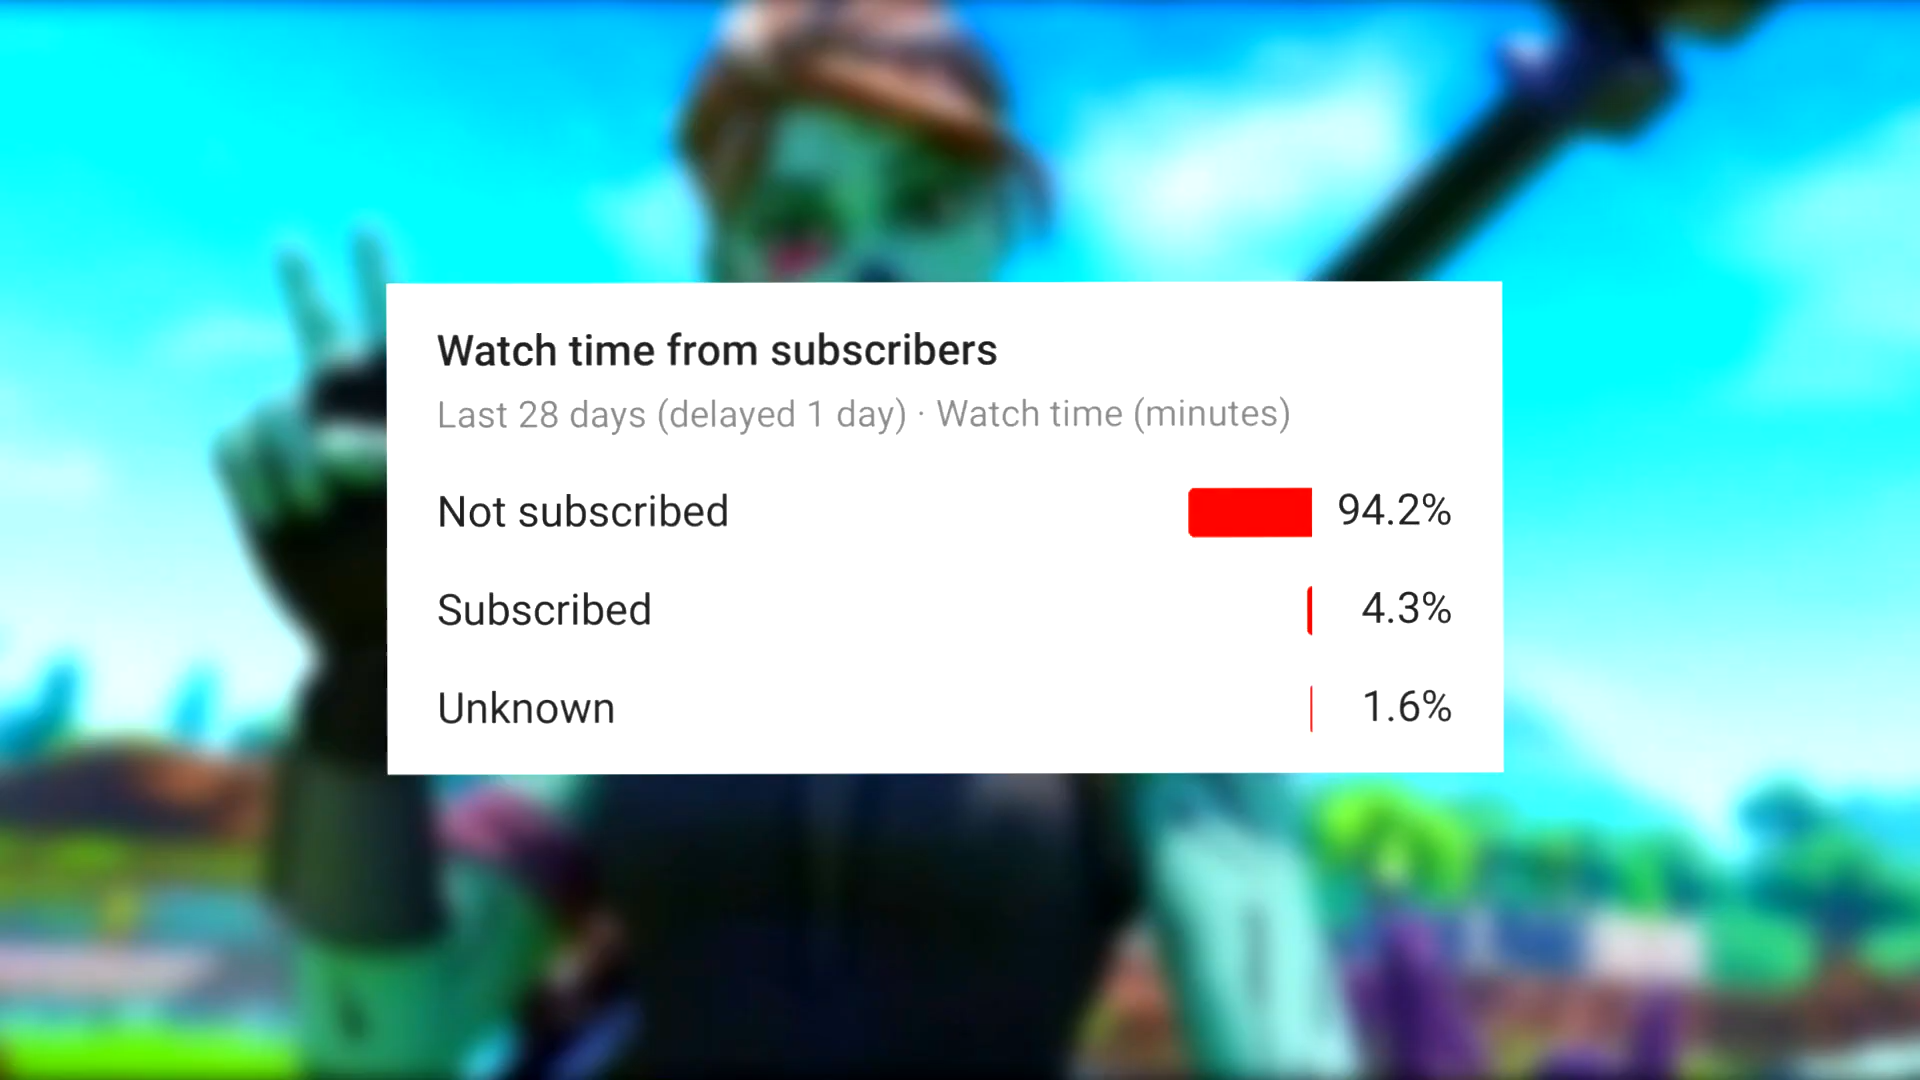 Watch time from subscribers
Last 28 days (delayed 1 day) · Watch time (minutes)
Not subscribed 94.2%
Subscribed 4.3%
Unknown 1.6%